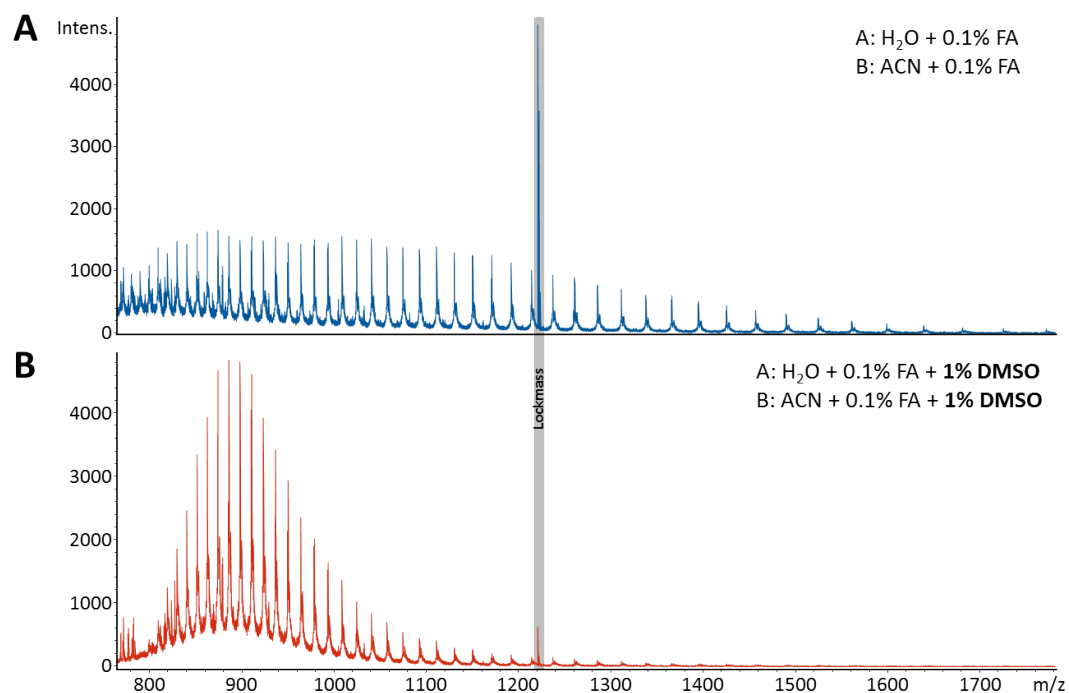 A
Intens.
A: H₂O + 0.1% FA
B: ACN + 0.1% FA
4000
3000
2000
1000
0
B
A: H₂O + 0.1% FA + 1% DMSO
B: ACN + 0.1% FA + 1% DMSO
Lockmass
4000
3000
2000
1000
0
800 900 1000 1100 1200 1300 1400 1500 1600 1700 m/z